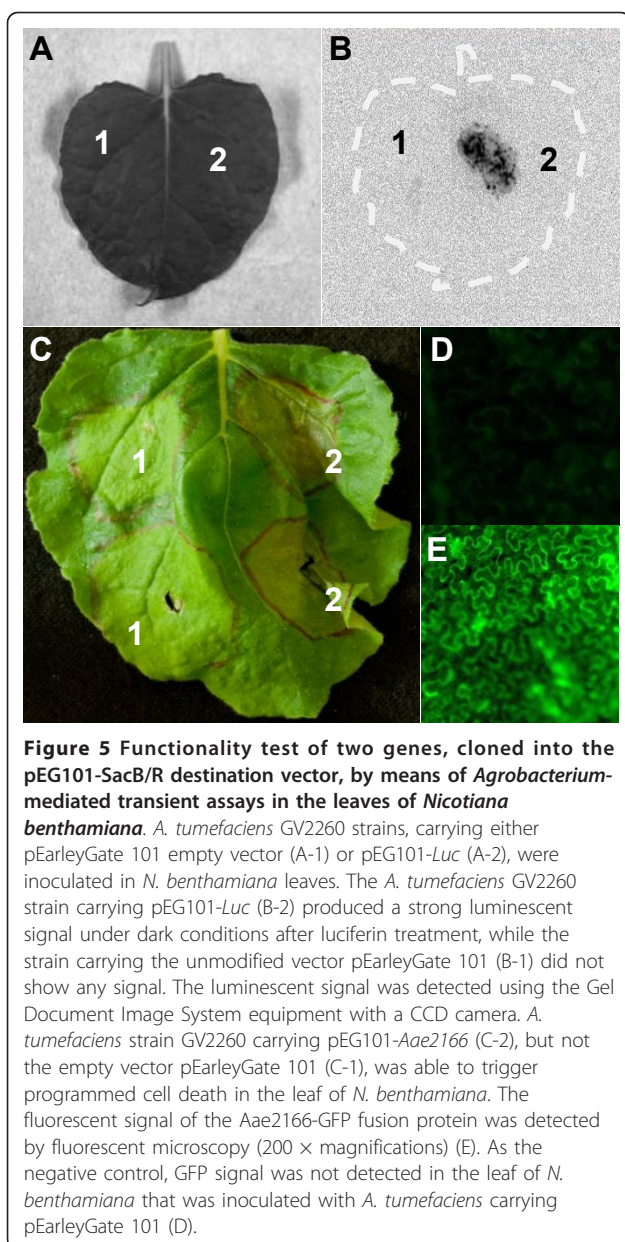 A
B
1
2
1
2
C
D
1
2
E
2
1
Figure 5 Functionality test of two genes, cloned into the
pEG101-SacB/R destination vector, by means of Agrobacterium-
mediated transient assays in the leaves of Nicotiana
benthamiana. A. tumefaciens GV2260 strains, carrying either
pEarleyGate 101 empty vector (A-1) or pEG101-Luc (A-2), were
inoculated in N. benthamiana leaves. The A. tumefaciens GV2260
strain carrying pEG101-Luc (B-2) produced a strong luminescent
signal under dark conditions after luciferin treatment, while the
strain carrying the unmodified vector pEarleyGate 101 (B-1) did not
show any signal. The luminescent signal was detected using the Gel
Document Image System equipment with a CCD camera. A.
tumefaciens strain GV2260 carrying pEG101-Aae2166 (C-2), but not
the empty vector pEarleyGate 101 (C-1), was able to trigger
programmed cell death in the leaf of N. benthamiana. The
fluorescent signal of the Aae2166-GFP fusion protein was detected
by fluorescent microscopy (200 × magnifications) (E). As the
negative control, GFP signal was not detected in the leaf of N.
benthamiana that was inoculated with A. tumefaciens carrying
pEarleyGate 101 (D).